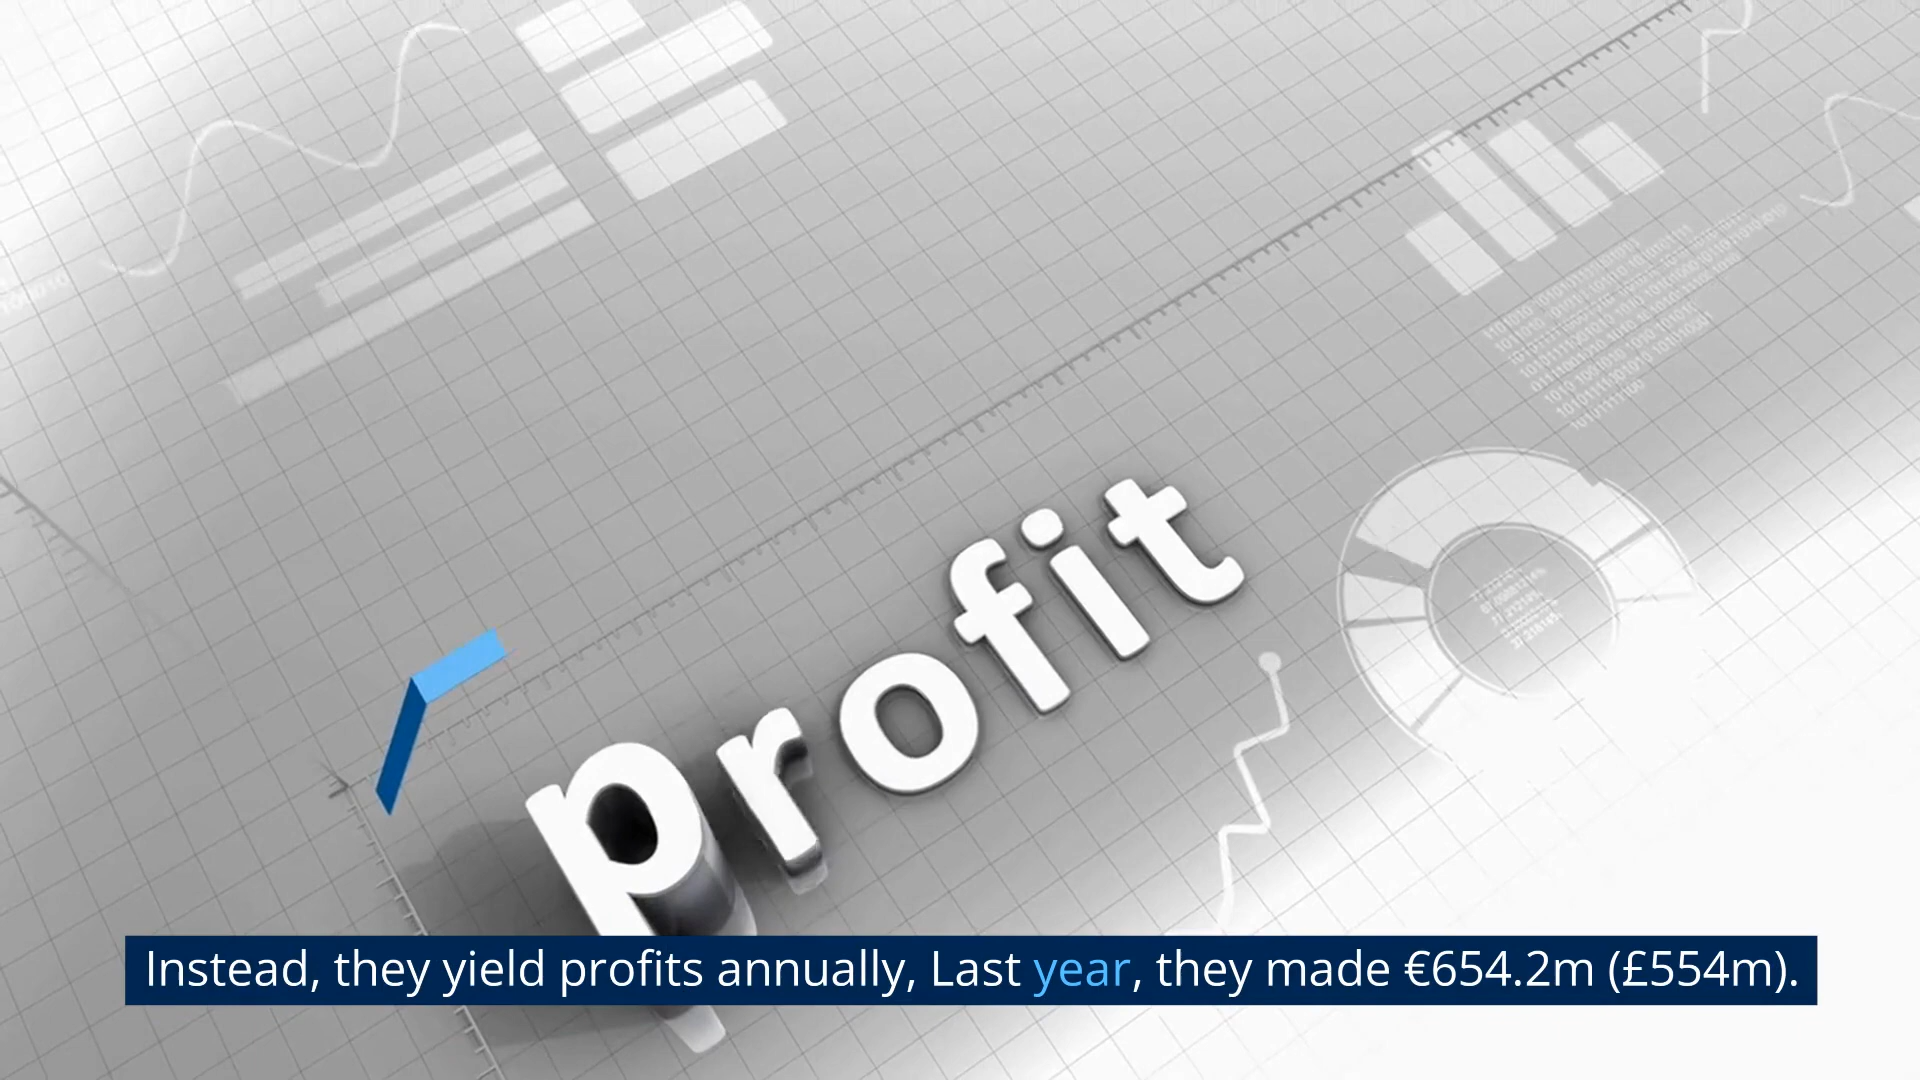 profit
Instead, they yield profits annually, Last year, they made €654.2m (£554m).